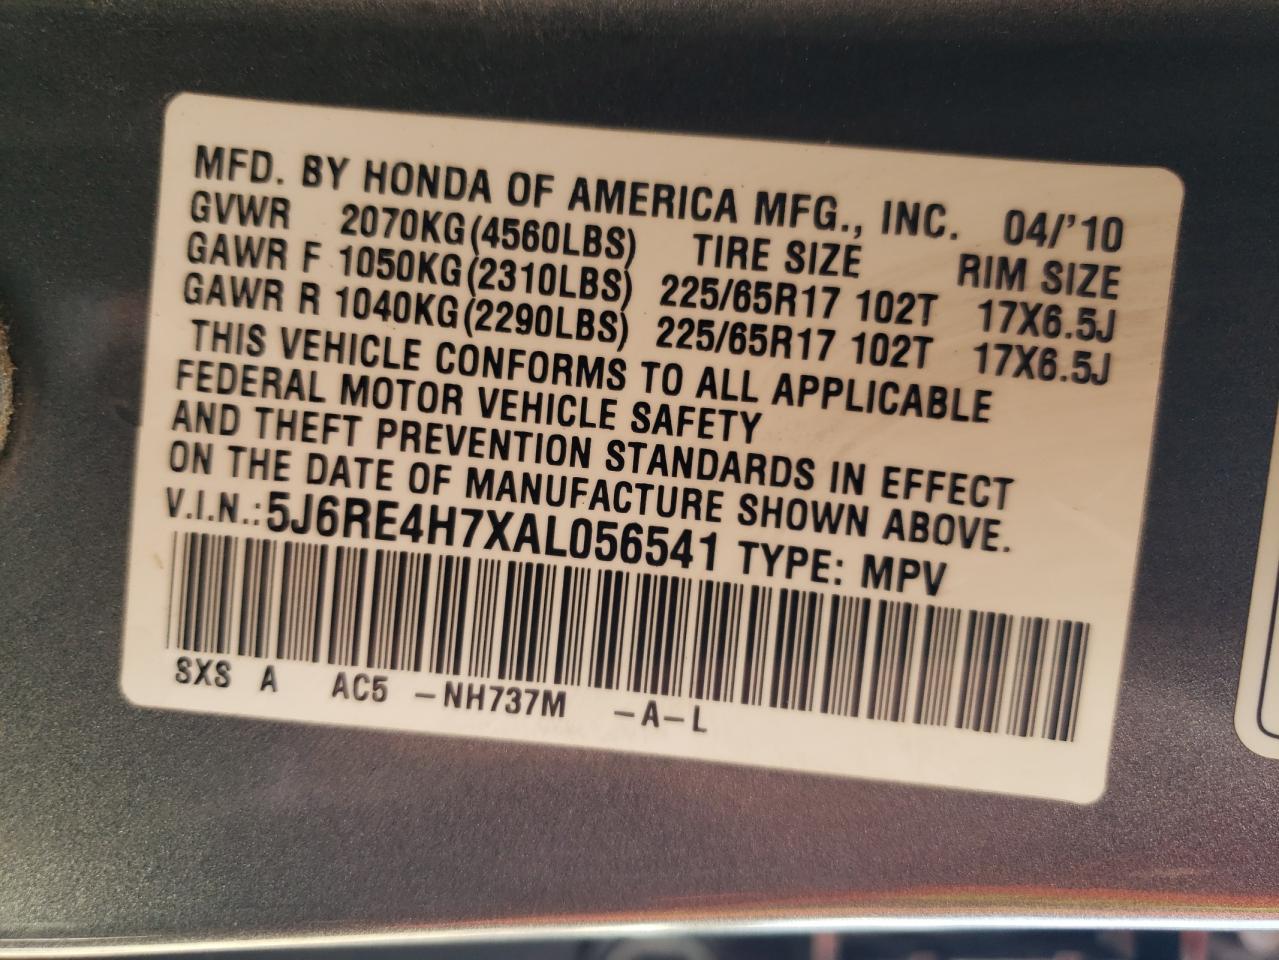 MFD. BY HONDA OF AMERICA MFG., INC. 04/'10
GVWR 2070KG(4560LBS) TIRE SIZE RIM SIZE
GAWR F 1050KG(2310LBS) 225/65R17 102T 17X6.5J
GAWR R 1040KG(2290LBS) 225/65R17 102T 17X6.5J
THIS VEHICLE CONFORMS TO ALL APPLICABLE
FEDERAL MOTOR VEHICLE SAFETY
AND THEFT PREVENTION STANDARDS IN EFFECT
ON THE DATE OF MANUFACTURE SHOWN ABOVE.
V.I.N.:5J6RE4H7XAL056541 TYPE: MPV
SXS A AC5 -NH737M -A-L